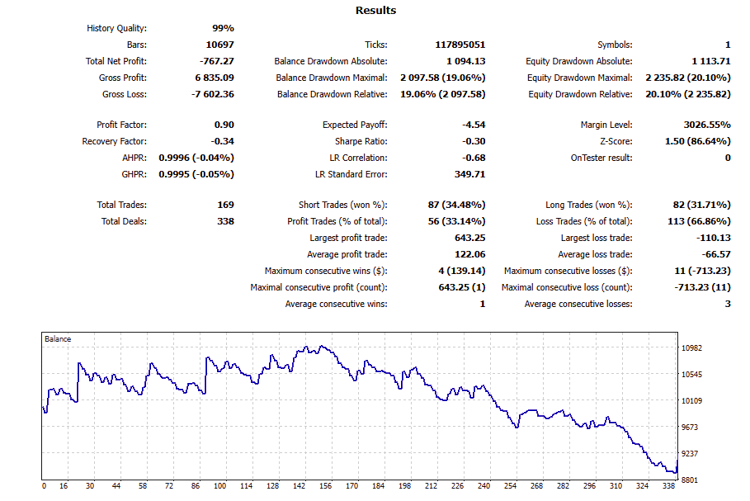 Results
History Quality: 99%
Bars: 10697 Ticks: 117895051 Symbols: 1
Total Net Profit: -767.27 Balance Drawdown Absolute: 1 094.13 Equity Drawdown Absolute: 1 113.71
Gross Profit: 6 835.09 Balance Drawdown Maximal: 2 097.58 (19.06%) Equity Drawdown Maximal: 2 235.82 (20.10%)
Gross Loss: -7 602.36 Balance Drawdown Relative: 19.06% (2 097.58) Equity Drawdown Relative: 20.10% (2 235.82)
Profit Factor: 0.90 Expected Payoff: -4.54 Margin Level: 3026.55%
Recovery Factor: -0.34 Sharpe Ratio: -0.30 Z-Score: 1.50 (86.64%)
AHPR: 0.9996 (-0.04%) LR Correlation: -0.68 OnTester result: 0
GHPR: 0.9995 (-0.05%) LR Standard Error: 349.71
Total Trades: 169 Short Trades (won %): 87 (34.48%) Long Trades (won %): 82 (31.71%)
Total Deals: 338 Profit Trades (% of total): 56 (33.14%) Loss Trades (% of total): 113 (66.86%)
Largest profit trade: 643.25 Largest loss trade: -110.13
Average profit trade: 122.06 Average loss trade: -66.57
Maximum consecutive wins ($): 4 (139.14) Maximum consecutive losses ($): 11 (-713.23)
Maximal consecutive profit (count): 643.25 (1) Maximal consecutive loss (count): -713.23 (11)
Average consecutive wins: 1 Average consecutive losses: 3
Balance
10982
10545
10109
9673
9237
8801
0 16 30 44 58 72 86 100 114 128 142 156 170 184 198 212 226 240 254 268 282 296 310 324 338